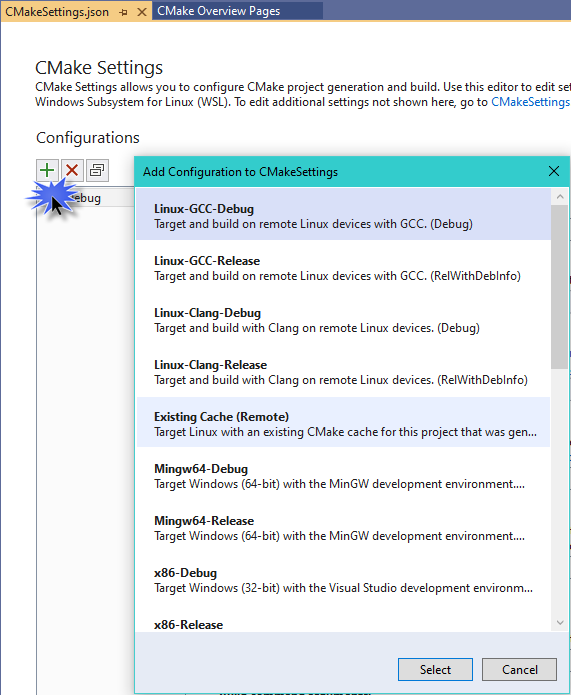 CMakeSettings.json
CMake Overview Pages
CMake Settings
CMake Settings allows you to configure CMake project generation and build. Use this editor to edit
Windows Subsystem for Linux (WSL). To edit additional settings not shown here, go to CMakeSettings
Configurations
Add Configuration to CMakeSettings
ebug
Linux-GCC-Debug
Target and build on remote Linux devices with GCC. (Debug)
Linux-GCC-Release
Target and build on remote Linux devices with GCC. (RelWithDebInfo)
Linux-Clang-Debug
Target and build with Clang on remote Linux devices. (Debug)
Linux-Clang-Release
Target and build with Clang on remote Linux devices. (RelWithDebInfo)
Existing Cache (Remote)
Target Linux with an existing CMake cache for this project that was gen...
Mingw64-Debug
Target Windows (64-bit) with the MinGW development environment....
Mingw64-Release
Target Windows (64-bit) with the MinGW development environment....
x86-Debug
Target Windows (32-bit) with the Visual Studio development environm...
x86-Release
Select
Cancel